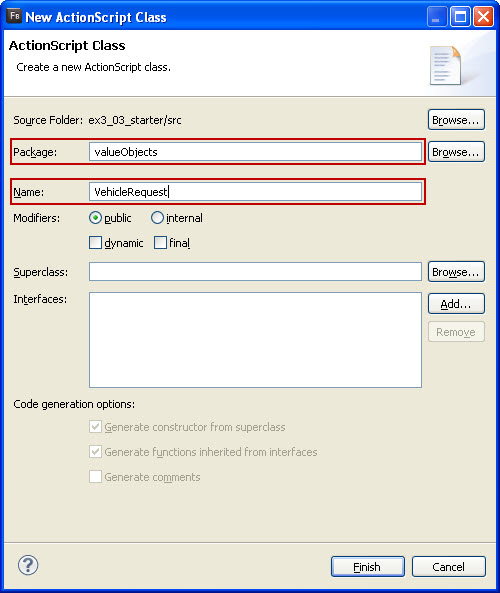 Fb New ActionScript Class
ActionScript Class
Create a new ActionScript class.
Source Folder: ex3_03_starter/src Browse...
Package: valueObjects Browse...
Name: VehicleRequest
Modifiers: public internal
dynamic final
Superclass: Browse...
Interfaces: Add...
Remove
Code generation options:
Generate constructor from superclass
Generate functions inherited from interfaces
Generate comments
? Finish Cancel